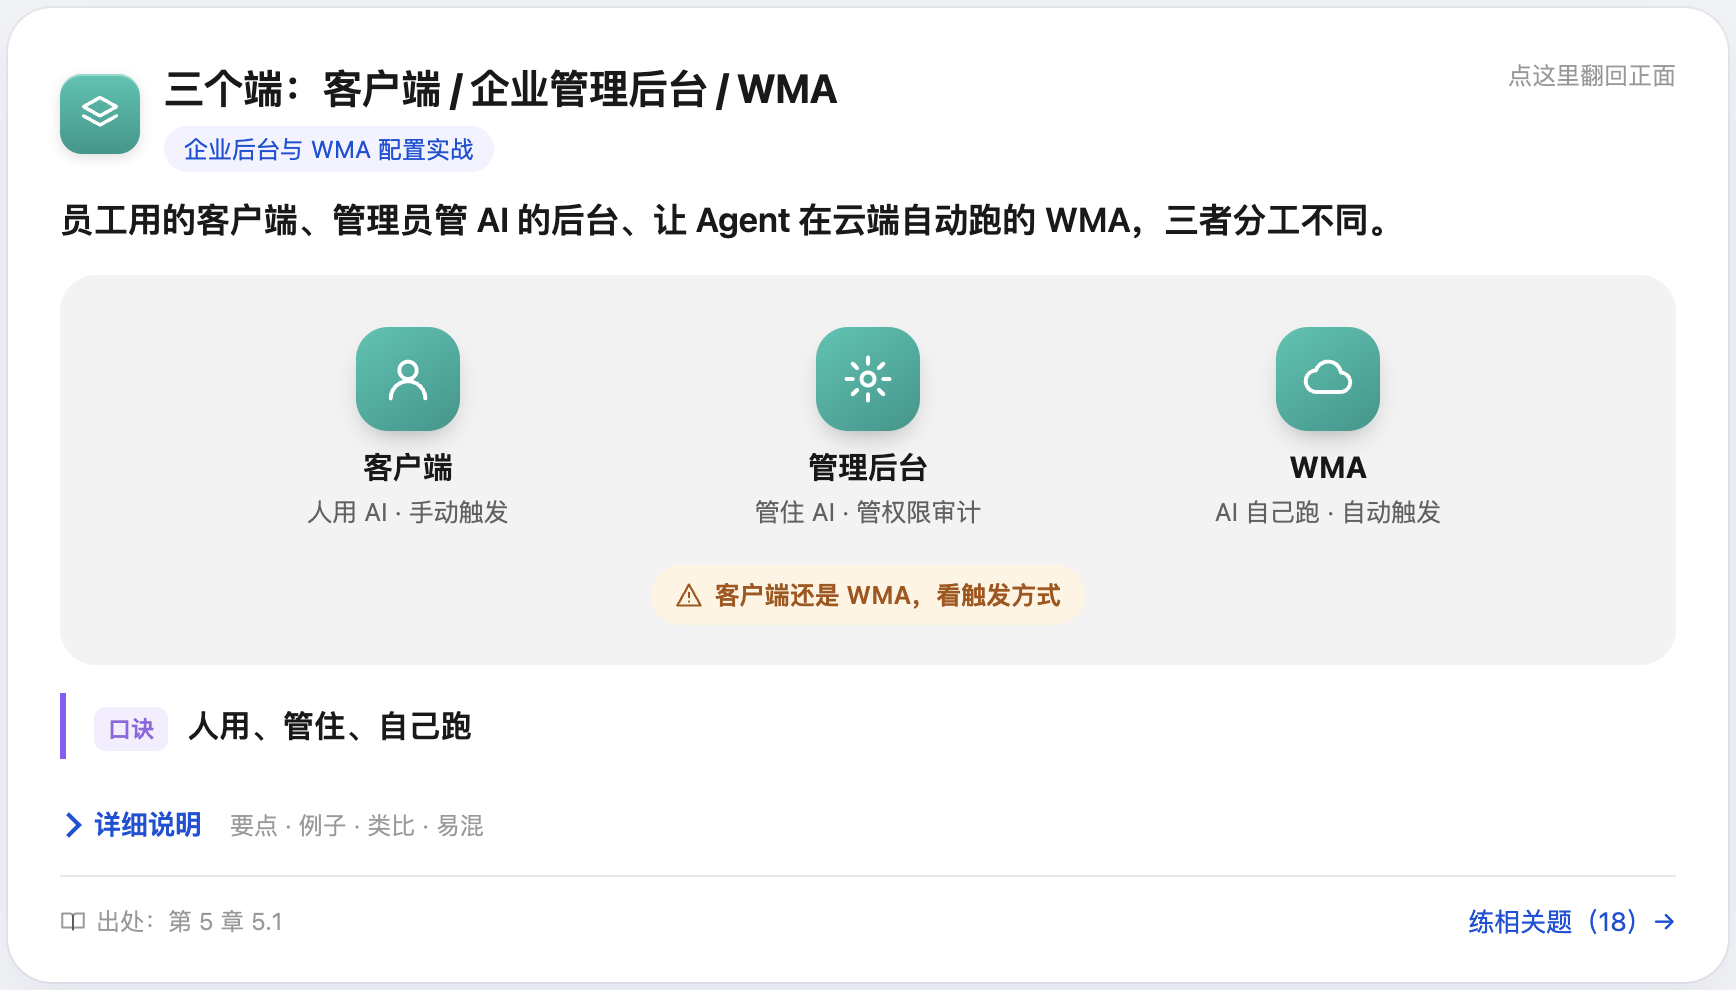 三个端：客户端 / 企业管理后台 / WMA
点这里翻回正面
企业后台与 WMA 配置实战
员工用的客户端、管理员管 AI 的后台、让 Agent 在云端自动跑的 WMA，三者分工不同。
客户端
人用 AI · 手动触发
管理后台
管住 AI · 管权限审计
WMA
AI 自己跑 · 自动触发
客户端还是 WMA，看触发方式
口诀 人用、管住、自己跑
详细说明 要点 · 例子 · 类比 · 易混
出处：第 5 章 5.1
练相关题（18）→